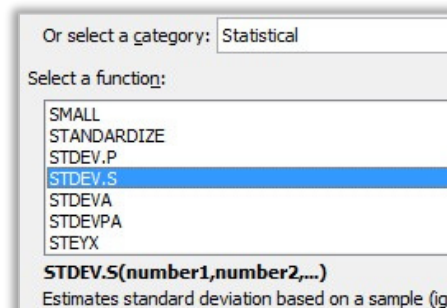 Or select a category: Statistical
Select a function:
SMALL
STANDARDIZE
STDEV.P
STDEV.S
STDEVA
STDEVPA
STEYX
STDEV.S(number1,number2,...)
Estimates standard deviation based on a sample